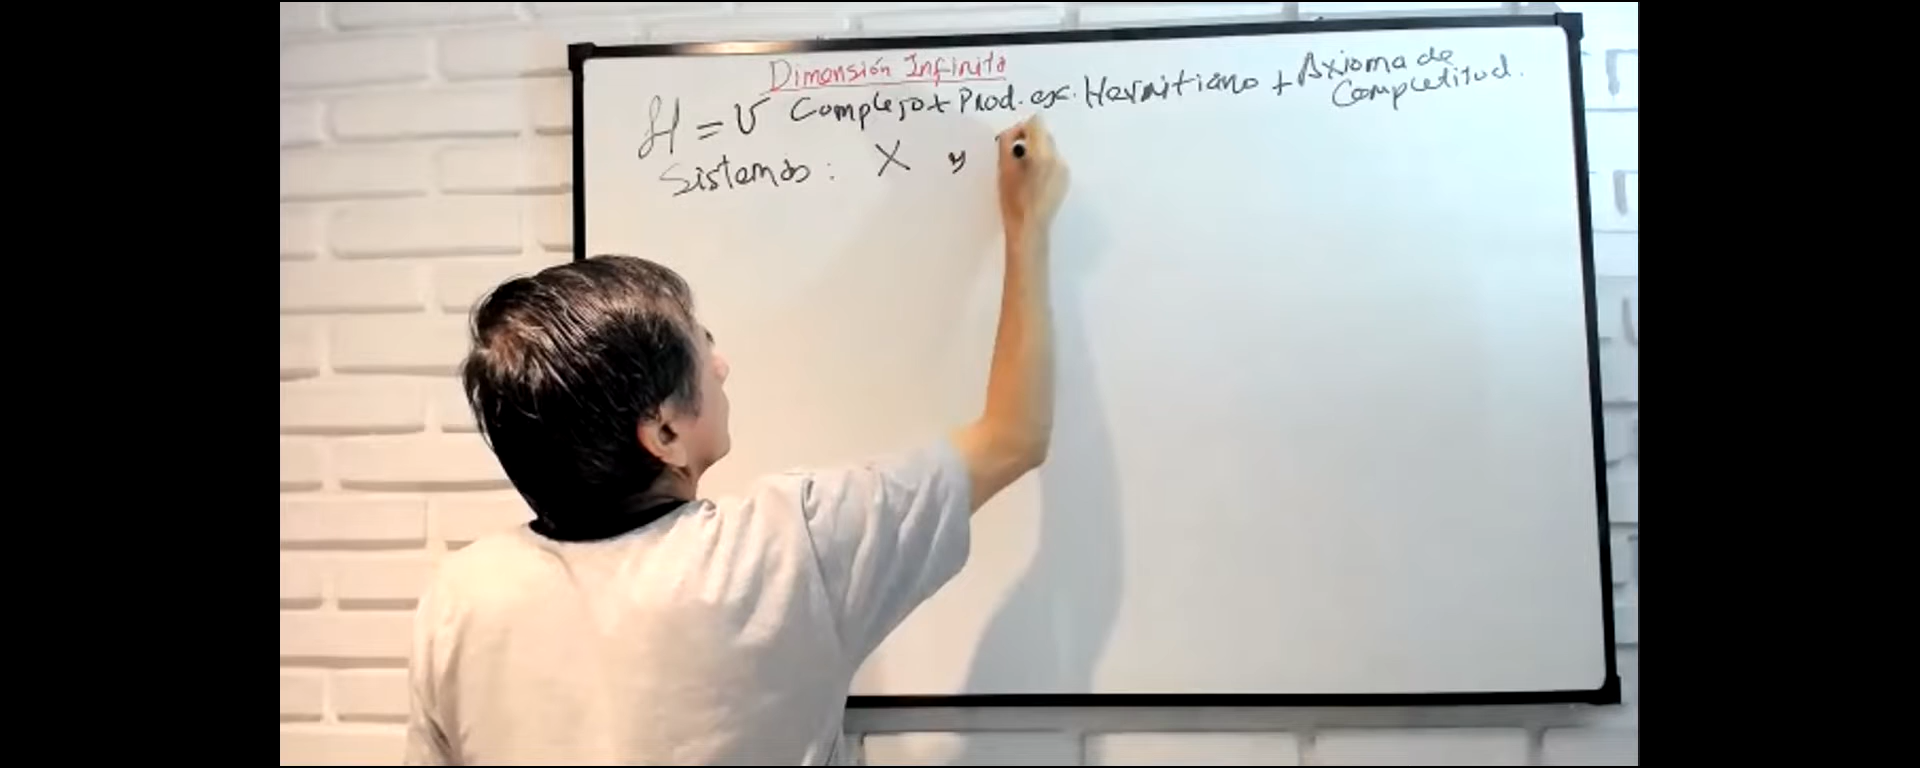 Dimensión Infinita
H = V Complejo + Prod. esc. Hermitiano + Axioma de Completitud.
Sistemas: X y